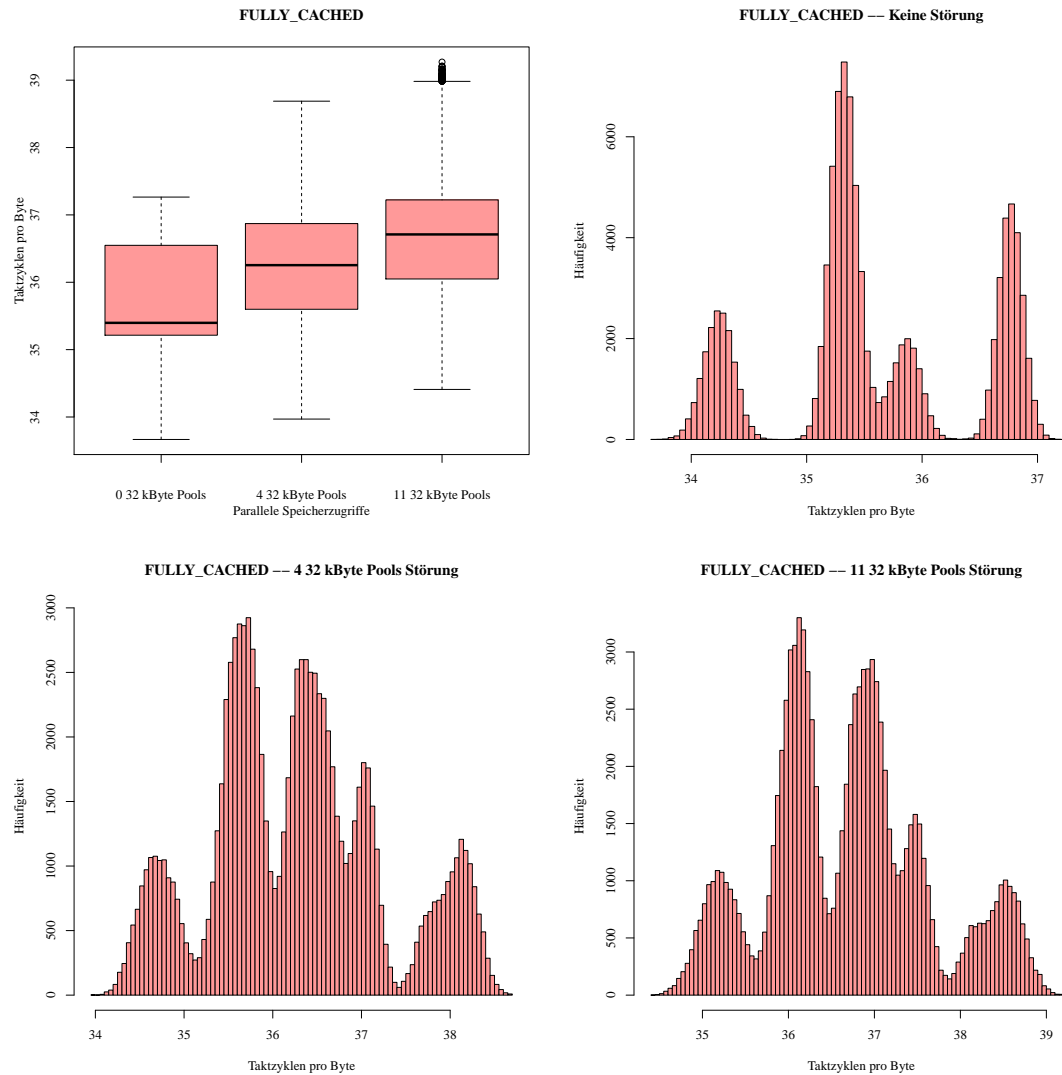 FULLY_CACHED
Taktzyklen pro Byte
34 35 36 37 38 39
0 32 kByte Pools 4 32 kByte Pools 11 32 kByte Pools
Parallele Speicherzugriffe
FULLY_CACHED −− Keine Störung
Häufigkeit
0 2000 4000 6000
34 35 36 37
Taktzyklen pro Byte
FULLY_CACHED −− 4 32 kByte Pools Störung
Häufigkeit
0 500 1000 1500 2000 2500 3000
34 35 36 37 38
Taktzyklen pro Byte
FULLY_CACHED −− 11 32 kByte Pools Störung
Häufigkeit
0 500 1000 1500 2000 2500 3000
35 36 37 38 39
Taktzyklen pro Byte